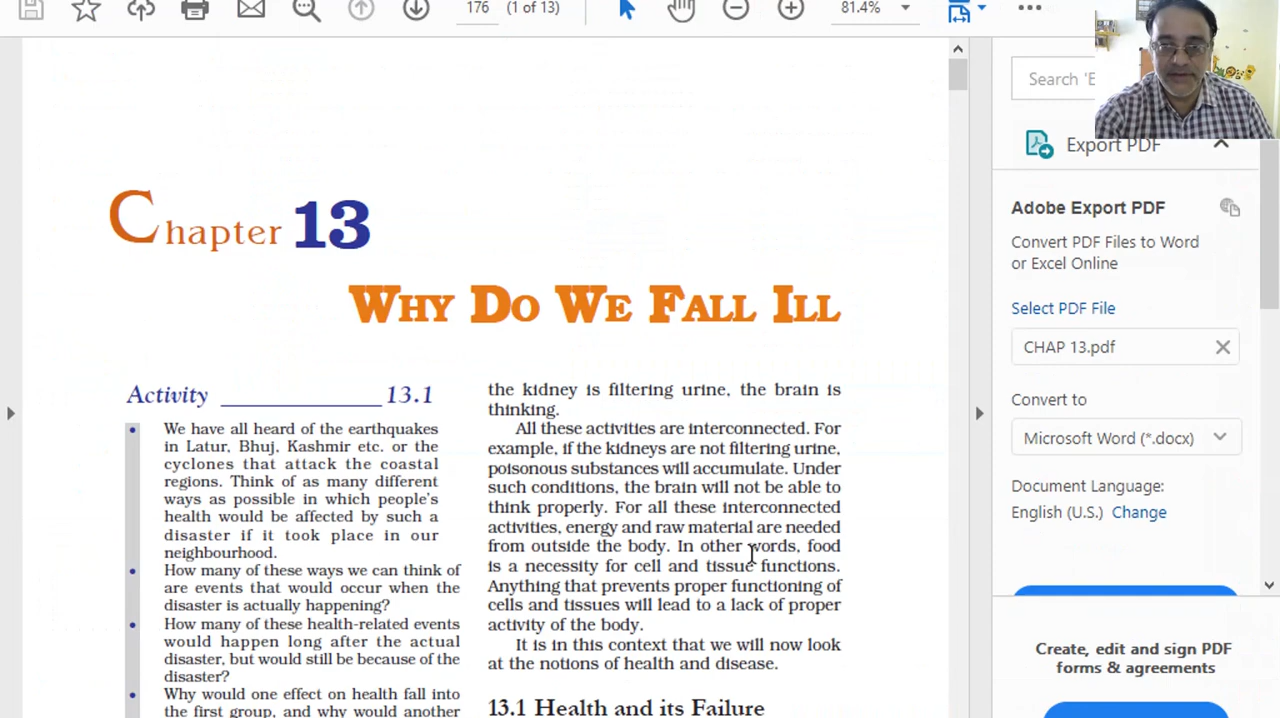 176 (1 of 13) 81.4%
Search 'E
Export PDF
Adobe Export PDF
Convert PDF Files to Word
or Excel Online
Select PDF File
CHAP 13.pdf
Convert to
Microsoft Word (*.docx)
Document Language:
English (U.S.) Change
Create, edit and sign PDF
forms & agreements
Chapter 13
WHY DO WE FALL ILL
Activity ______________ 13.1
• We have all heard of the earthquakes
in Latur, Bhuj, Kashmir etc. or the
cyclones that attack the coastal
regions. Think of as many different
ways as possible in which people's
health would be affected by such a
disaster if it took place in our
neighbourhood.
• How many of these ways we can think of
are events that would occur when the
disaster is actually happening?
• How many of these health-related events
would happen long after the actual
disaster, but would still be because of the
disaster?
• Why would one effect on health fall into
the first group, and why would another
the kidney is filtering urine, the brain is
thinking.
All these activities are interconnected. For
example, if the kidneys are not filtering urine,
poisonous substances will accumulate. Under
such conditions, the brain will not be able to
think properly. For all these interconnected
activities, energy and raw material are needed
from outside the body. In other words, food
is a necessity for cell and tissue functions.
Anything that prevents proper functioning of
cells and tissues will lead to a lack of proper
activity of the body.
It is in this context that we will now look
at the notions of health and disease.
13.1 Health and its Failure